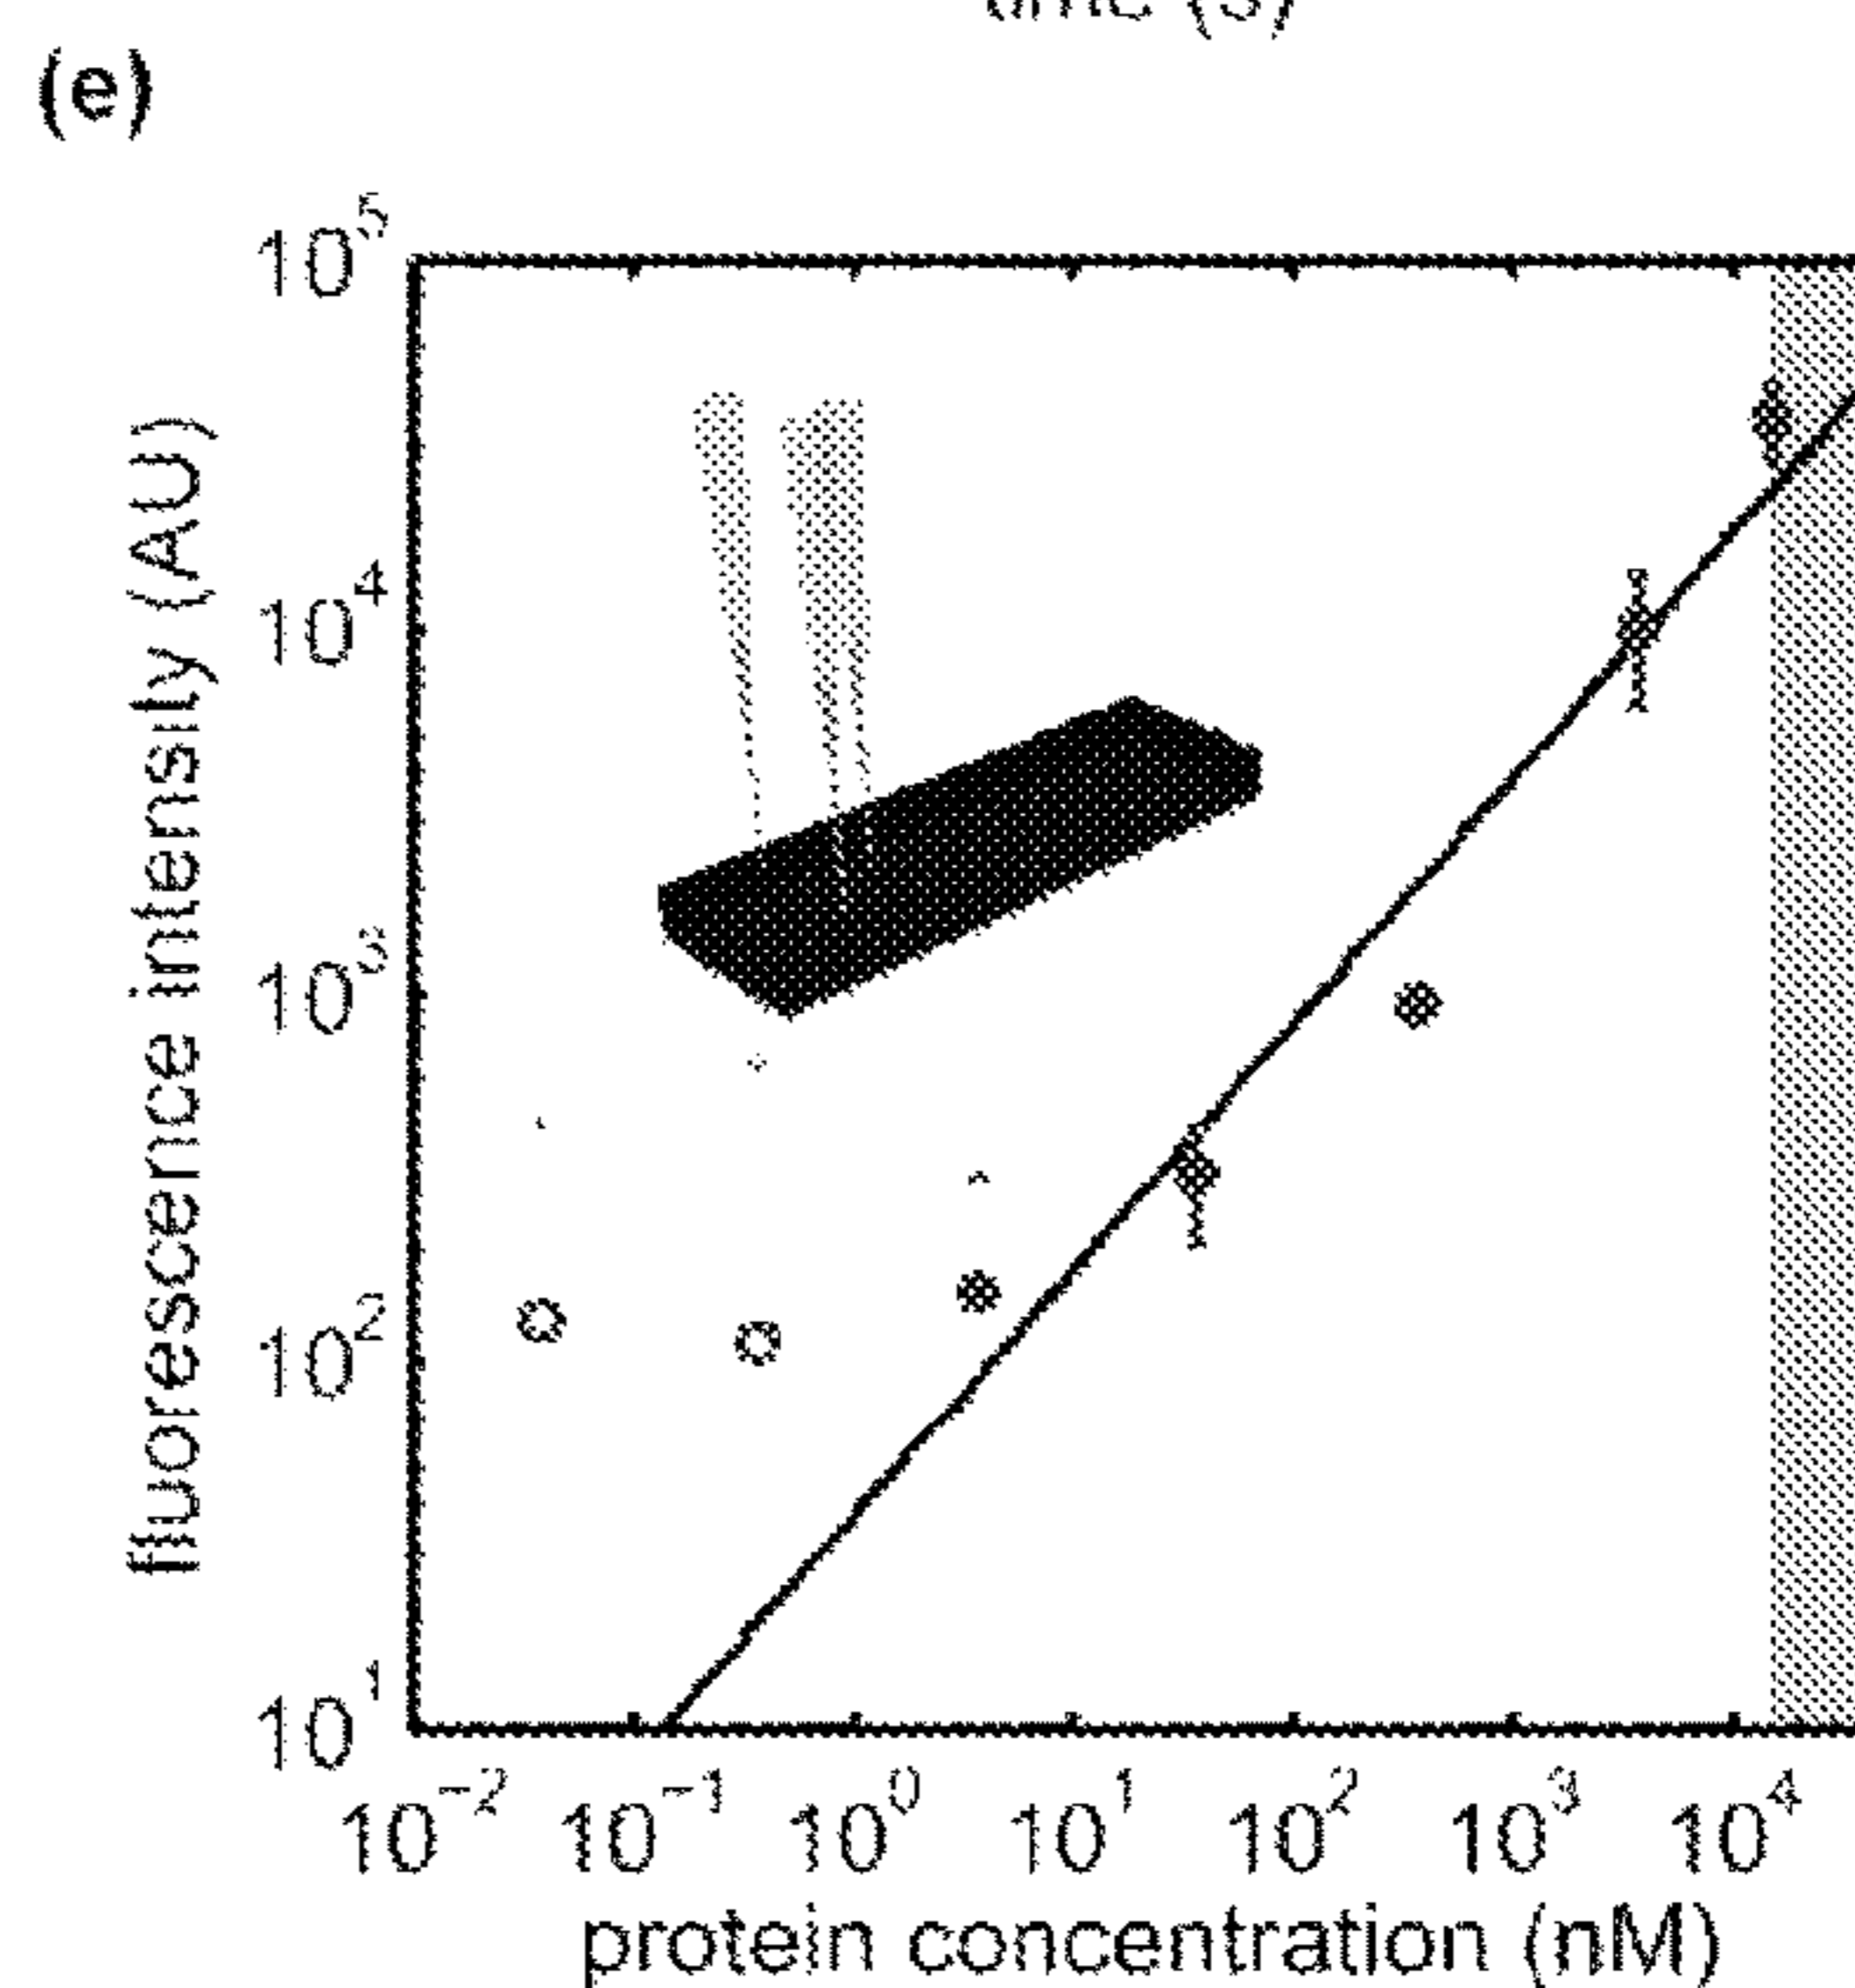 time (s)
(e)
fluorescence intensity (AU)
10^5
10^4
10^3
10^2
10^1
10^-2 10^-1 10^0 10^1 10^2 10^3 10^4
protein concentration (nM)